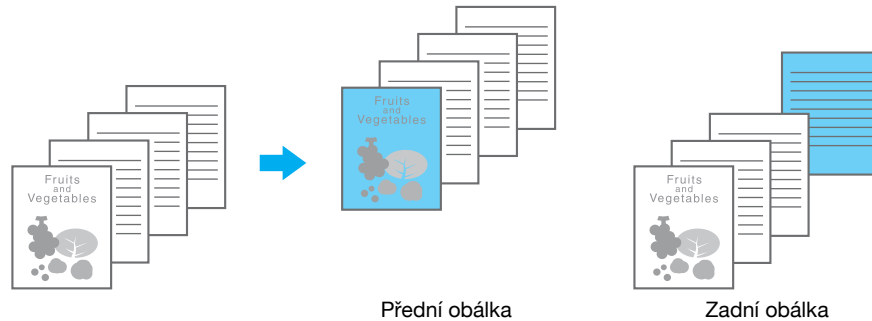 Fruits
and
Vegetables
Fruits
and
Vegetables
Fruits
and
Vegetables
Přední obálka
Zadní obálka